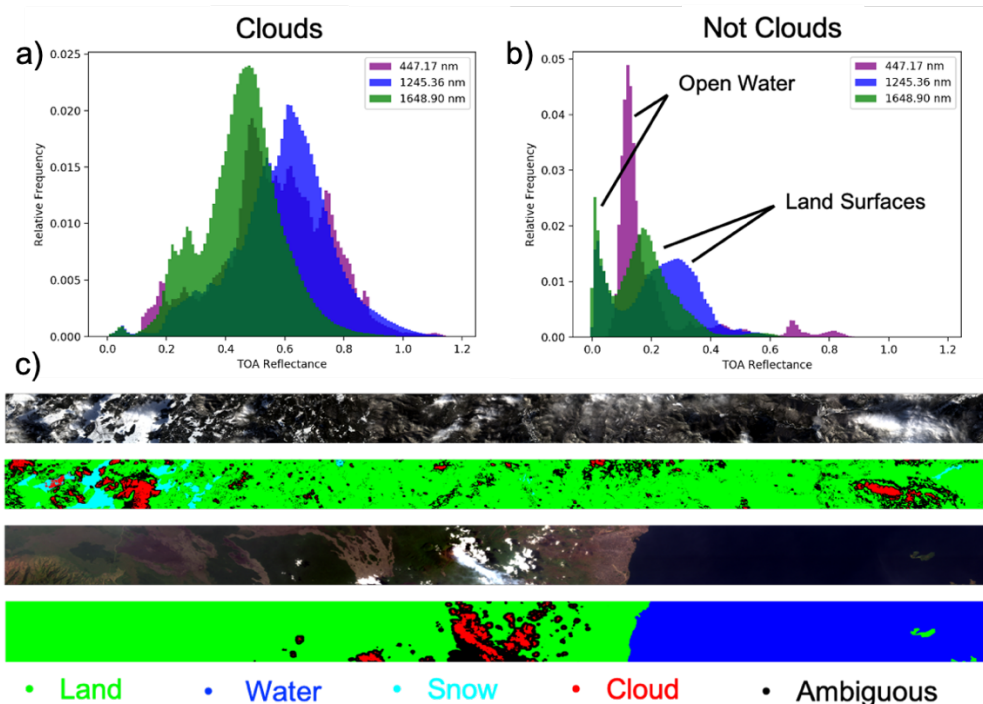 Clouds
Not Clouds
a)
b)
0.025
0.020
0.015
0.010
0.005
0.000
Relative Frequency
447.17 nm
1245.36 nm
1648.90 nm
0.0 0.2 0.4 0.6 0.8 1.0 1.2
TOA Reflectance
0.05
0.04
0.03
0.02
0.01
0.00
Relative Frequency
447.17 nm
1245.36 nm
1648.90 nm
Open Water
Land Surfaces
0.0 0.2 0.4 0.6 0.8 1.0 1.2
TOA Reflectance
c)
• Land • Water • Snow • Cloud • Ambiguous